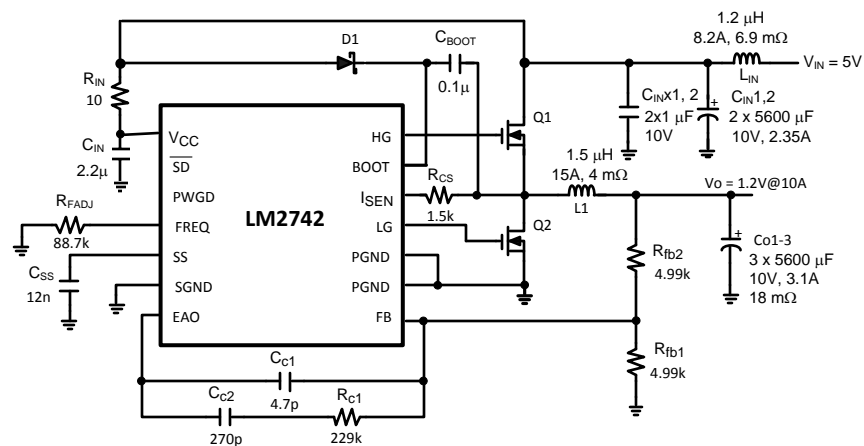 D1
C_BOOT
0.1µ
1.2 µH
8.2A, 6.9 mΩ
L_IN
V_IN = 5V
R_IN
10
C_IN
2.2µ
C_INx1, 2
2x1 µF
10V
C_IN1,2
2 x 5600 µF
10V, 2.35A
LM2742
V_CC
SD
PWGD
FREQ
SS
SGND
EAO
HG
BOOT
I_SEN
LG
PGND
PGND
FB
Q1
R_CS
1.5k
Q2
1.5 µH
15A, 4 mΩ
L1
Vo = 1.2V@10A
R_FADJ
88.7k
C_SS
12n
R_fb2
4.99k
Co1-3
3 x 5600 µF
10V, 3.1A
18 mΩ
R_fb1
4.99k
C_c1
4.7p
C_c2
270p
R_c1
229k